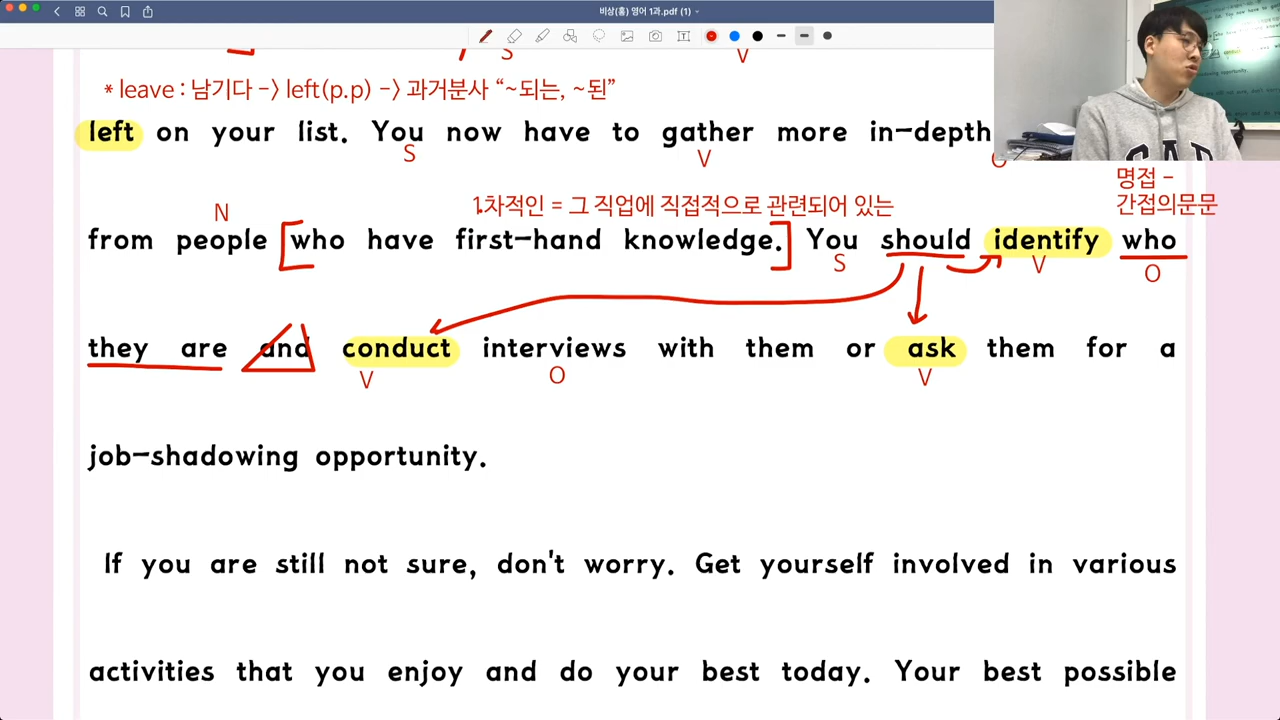 비상(홍) 영어 1과.pdf (1)
S V
* leave : 남기다 -> left(p.p) -> 과거분사 “~되는, ~된”
left on your list. You now have to gather more in-depth
S V
N 1차적인 = 그 직업에 직접적으로 관련되어 있는 명접 -
간접의문문
from people [who have first-hand knowledge.] You should identify who
S V O
they are and conduct interviews with them or ask them for a
V O V
job-shadowing opportunity.
If you are still not sure, don't worry. Get yourself involved in various
activities that you enjoy and do your best today. Your best possible